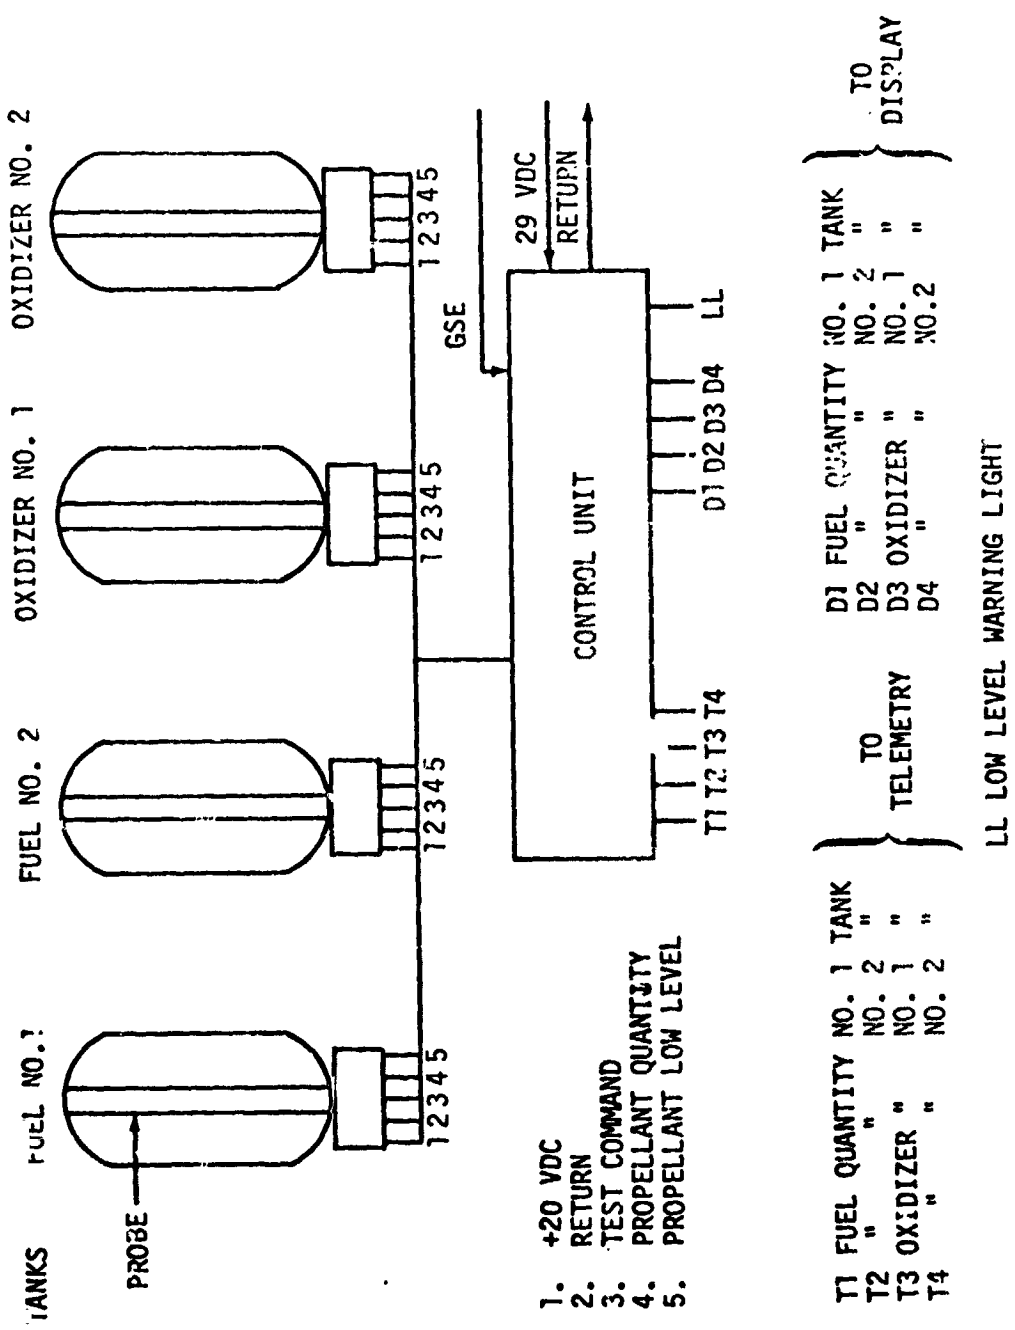 TANKS
FUEL NO. 1
FUEL NO. 2
OXIDIZER NO. 1
OXIDIZER NO. 2
PROBE
1 2 3 4 5
1 2 3 4 5
1 2 3 4 5
1 2 3 4 5
GSE
29 VDC
RETURN
CONTROL UNIT
T1 T2 T3 T4
D1 D2 D3 D4
LL
1. +20 VDC
2. RETURN
3. TEST COMMAND
4. PROPELLANT QUANTITY
5. PROPELLANT LOW LEVEL
T1 FUEL QUANTITY NO. 1 TANK
T2 " " NO. 2 "
T3 OXIDIZER " NO. 1 "
T4 " " NO. 2 "
TO
TELEMETRY
D1 FUEL QUANTITY NO. 1 TANK
D2 " " NO. 2 "
D3 OXIDIZER " NO. 1 "
D4 " " NO.2 "
TO
DISPLAY
LL LOW LEVEL WARNING LIGHT